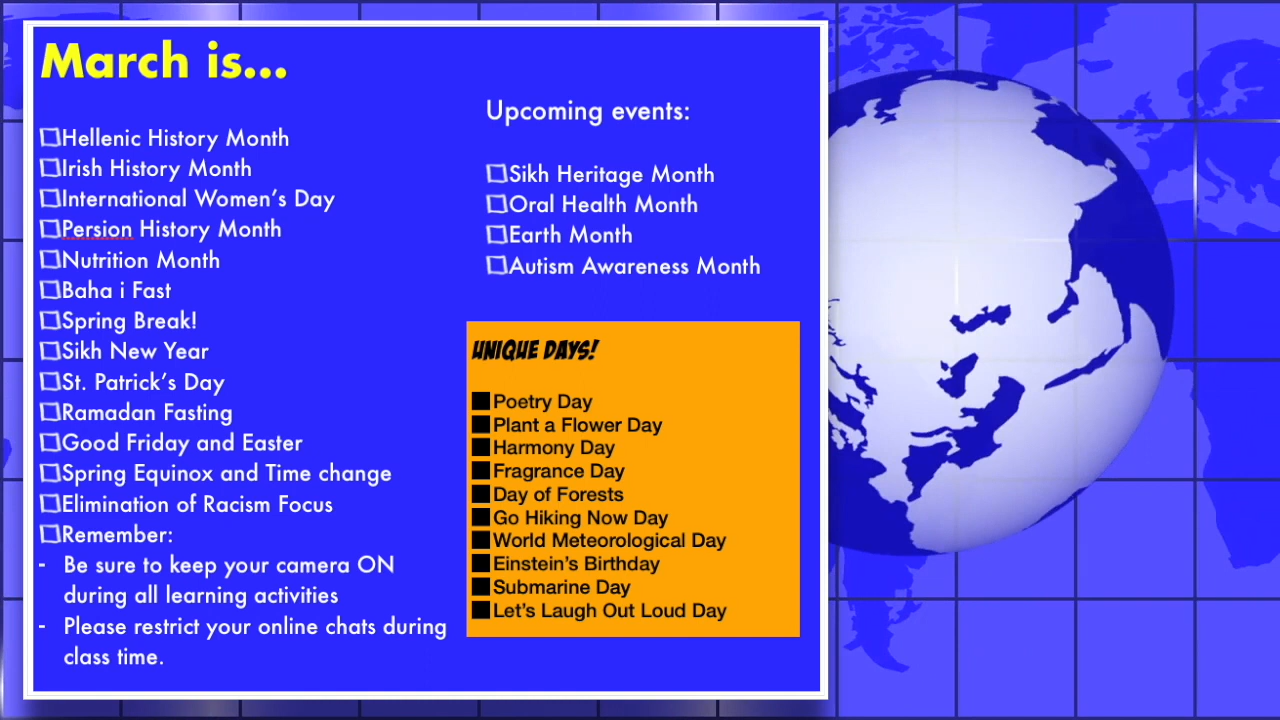 March is...
Hellenic History Month
Irish History Month
International Women's Day
Persion History Month
Nutrition Month
Baha i Fast
Spring Break!
Sikh New Year
St. Patrick's Day
Ramadan Fasting
Good Friday and Easter
Spring Equinox and Time change
Elimination of Racism Focus
Remember:
- Be sure to keep your camera ON
during all learning activities
- Please restrict your online chats during
class time.
Upcoming events:
Sikh Heritage Month
Oral Health Month
Earth Month
Autism Awareness Month
UNIQUE DAYS!
Poetry Day
Plant a Flower Day
Harmony Day
Fragrance Day
Day of Forests
Go Hiking Now Day
World Meteorological Day
Einstein's Birthday
Submarine Day
Let's Laugh Out Loud Day